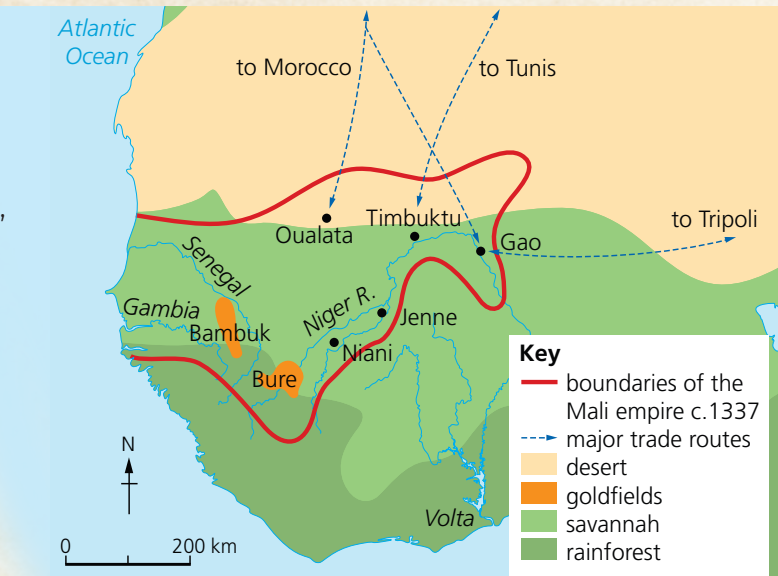 Atlantic
Ocean
to Morocco
to Tunis
,
Oualata
Timbuktu
to Tripoli
Gao
Senegal
Gambia
Bambuk
Niger R.
Jenne
Niani
Bure
Volta
N
0 200 km
Key
boundaries of the
Mali empire c.1337
major trade routes
desert
goldfields
savannah
rainforest